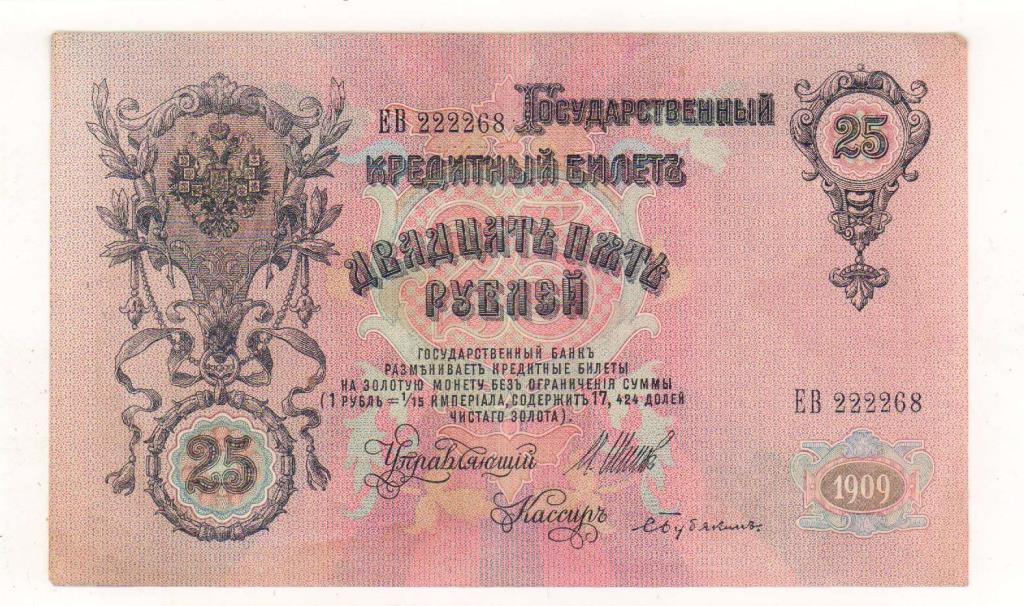 ЕВ 222268 Государственный
25
Кредитный Билетъ
Двадцать пять
рублей
ГОСУДАРСТВЕННЫЙ БАНКЪ
РАЗМѢНИВАЕТЪ КРЕДИТНЫЕ БИЛЕТЫ
НА ЗОЛОТУЮ МОНЕТУ БЕЗЪ ОГРАНИЧЕНІЯ СУММЫ
(1 РУБЛЬ = 1/15 ИМПЕРІАЛА, СОДЕРЖИТЪ 17, 424 ДОЛЕЙ
ЧИСТАГО ЗОЛОТА).
ЕВ 222268
25
Управляющій
1909
Кассиръ